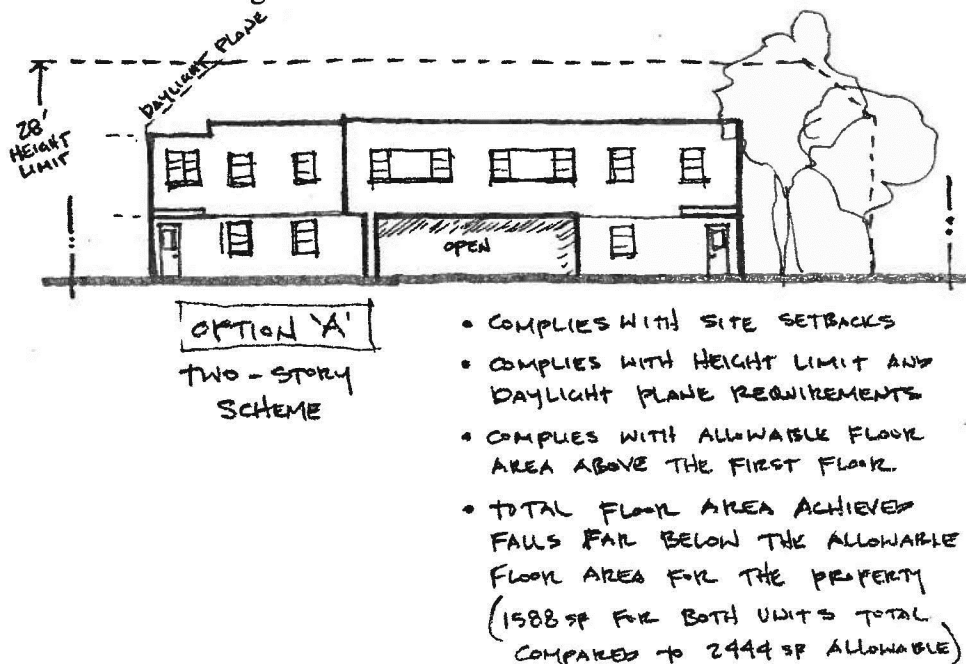 DAYLIGHT PLANE
28'
HEIGHT
LIMIT
OPEN
OPTION 'A'
TWO-STORY
SCHEME
• COMPLIES WITH SITE SETBACKS
• COMPLIES WITH HEIGHT LIMIT AND
DAYLIGHT PLANE REQUIREMENTS
• COMPLIES WITH ALLOWABLE FLOOR
AREA ABOVE THE FIRST FLOOR.
• TOTAL FLOOR AREA ACHIEVED
FALLS FAR BELOW THE ALLOWABLE
FLOOR AREA FOR THE PROPERTY
(1588 SF FOR BOTH UNITS TOTAL
COMPARED TO 2444 SF ALLOWABLE)